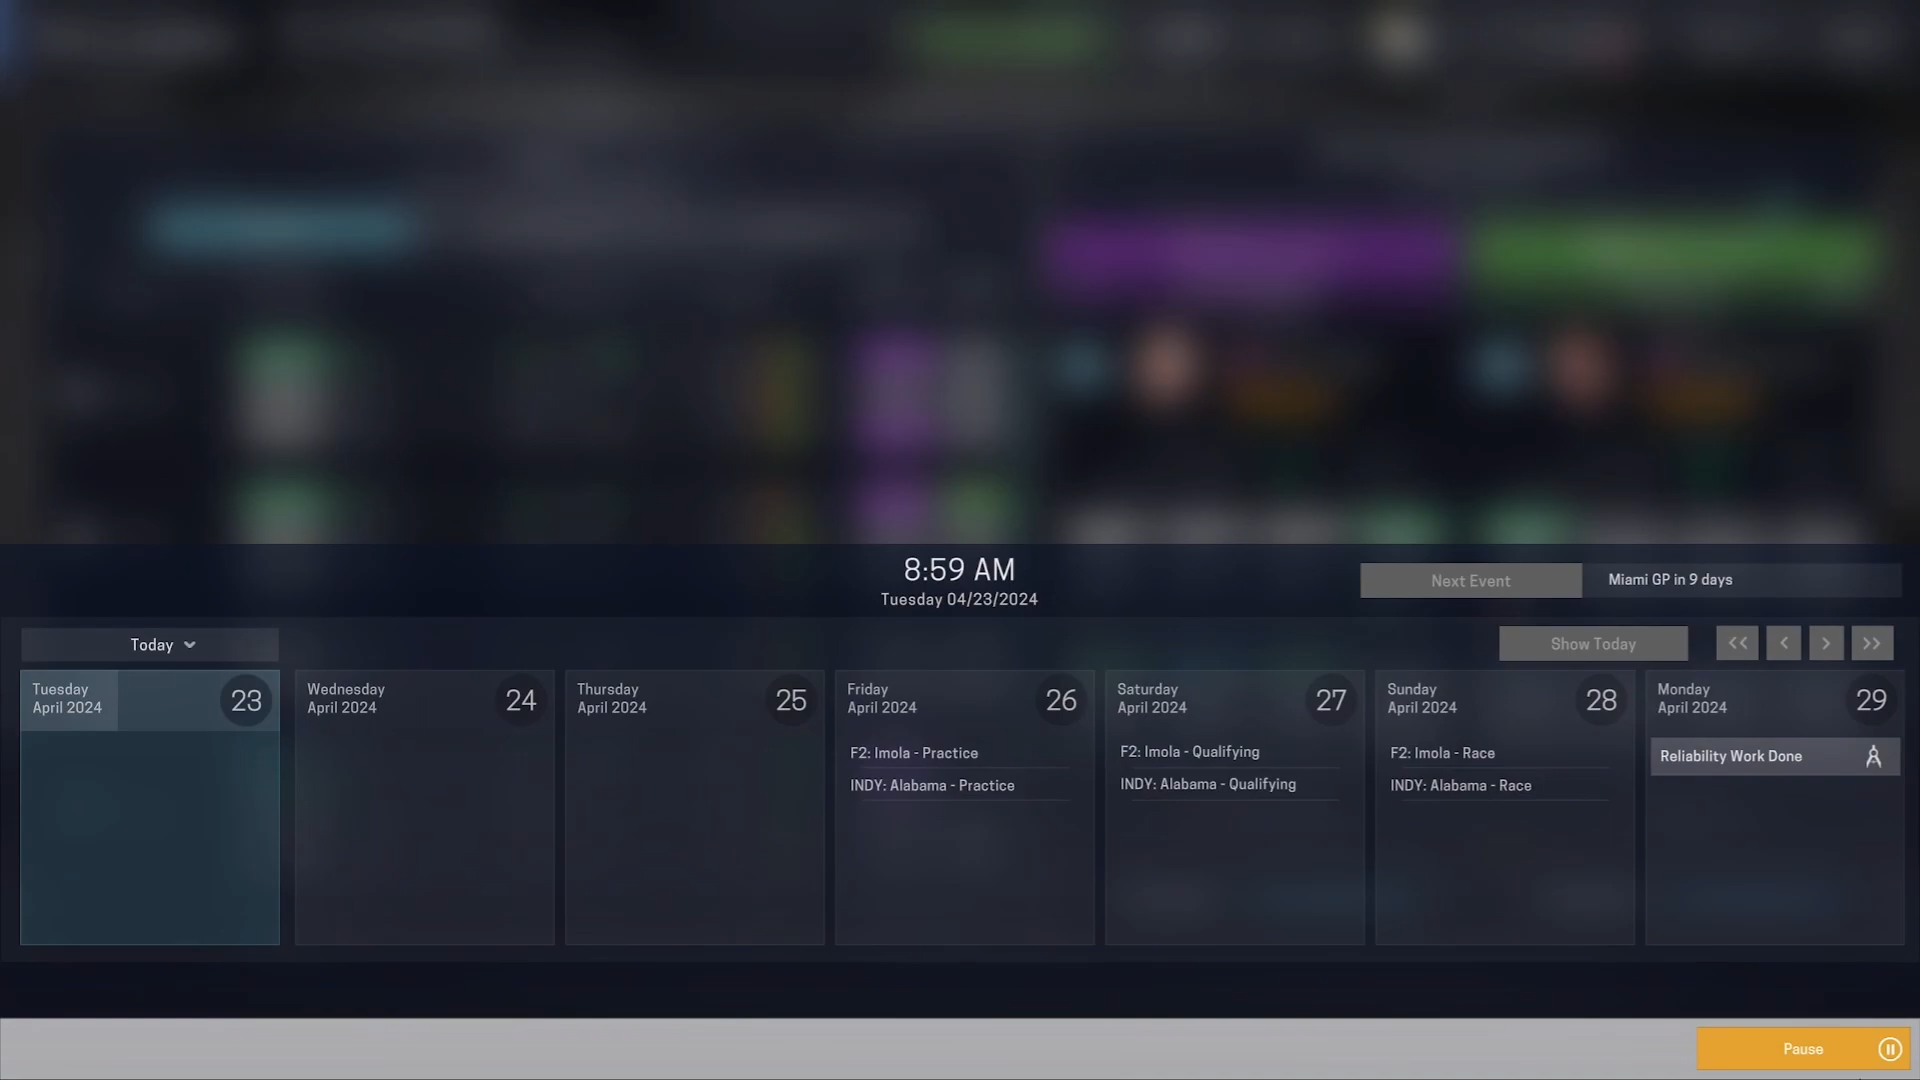 8:59 AM
Tuesday 04/23/2024
Next Event
Miami GP in 9 days
Today
Show Today
Tuesday
April 2024
23
Wednesday
April 2024
24
Thursday
April 2024
25
Friday
April 2024
26
F2: Imola - Practice
INDY: Alabama - Practice
Saturday
April 2024
27
F2: Imola - Qualifying
INDY: Alabama - Qualifying
Sunday
April 2024
28
F2: Imola - Race
INDY: Alabama - Race
Monday
April 2024
29
Reliability Work Done
Pause